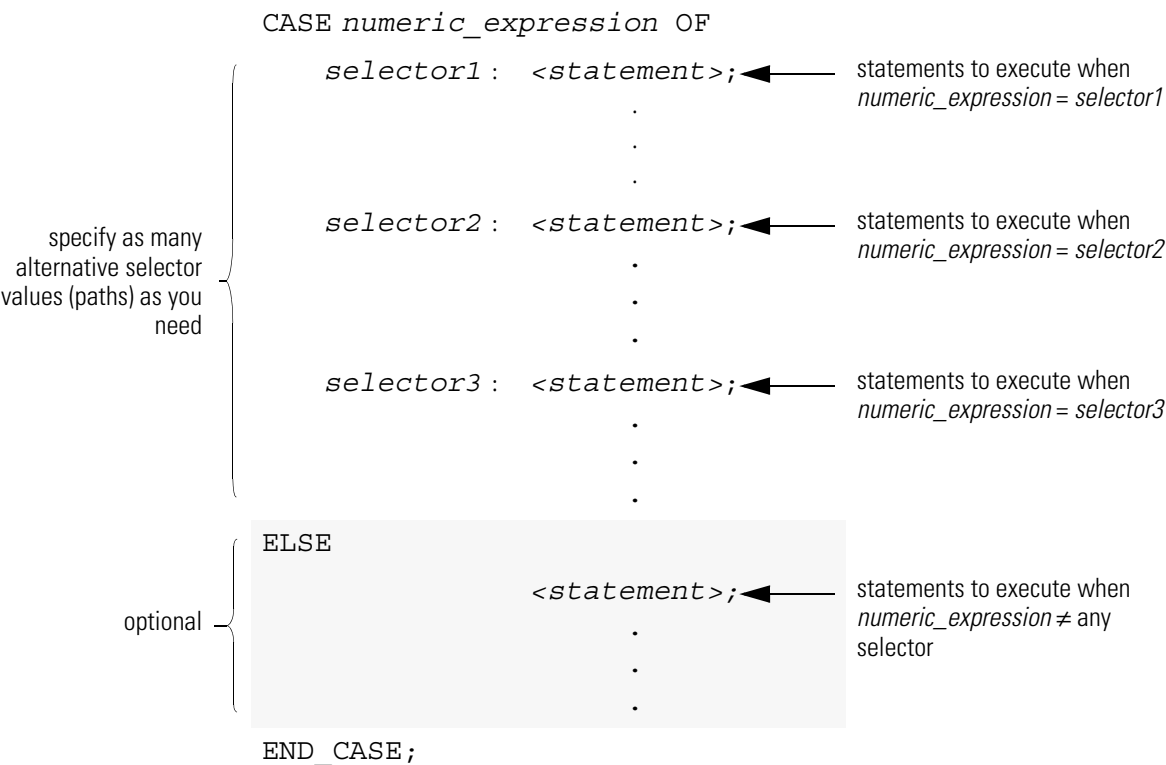 CASE numeric_expression OF
selector1: <statement>;
statements to execute when
numeric_expression = selector1
.
.
.
specify as many
alternative selector
values (paths) as you
need
selector2: <statement>;
statements to execute when
numeric_expression = selector2
.
.
.
selector3: <statement>;
statements to execute when
numeric_expression = selector3
.
.
.
optional
ELSE
<statement>;
statements to execute when
numeric_expression ≠ any
selector
.
.
.
END_CASE;